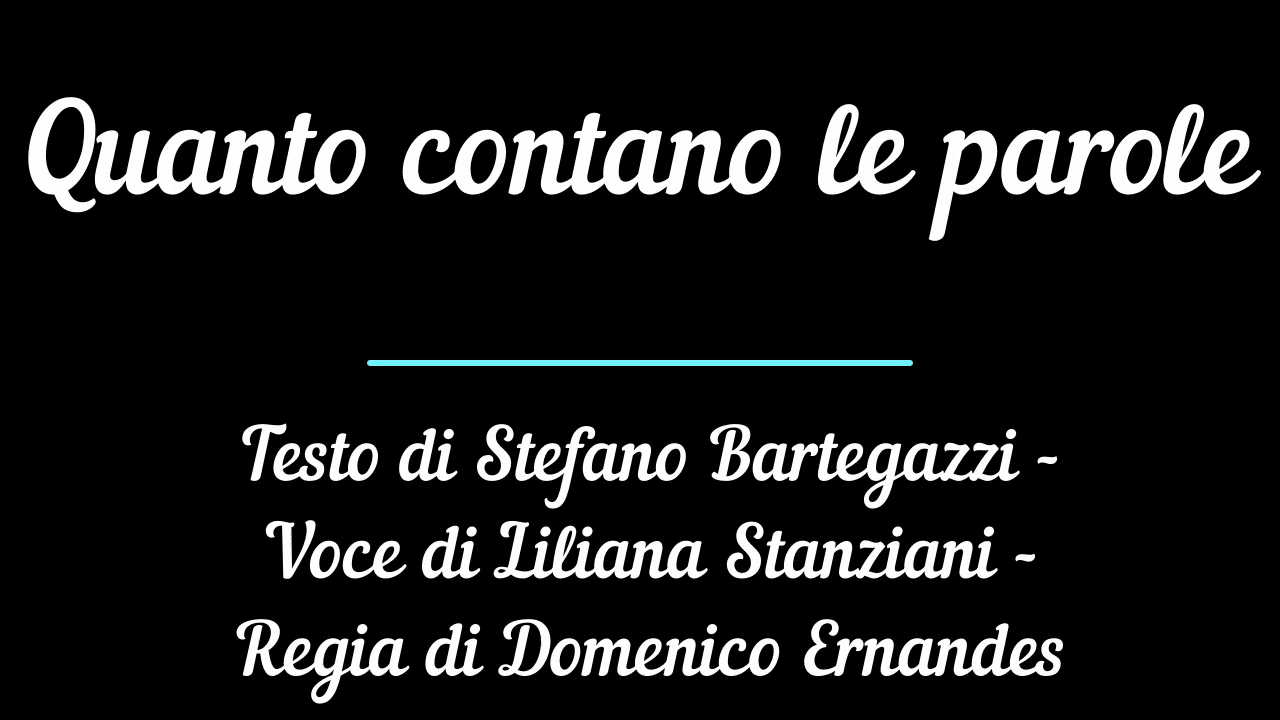 Quanto contano le parole
Testo di Stefano Bartegazzi -
Voce di Liliana Stanziani -
Regia di Domenico Ernandes